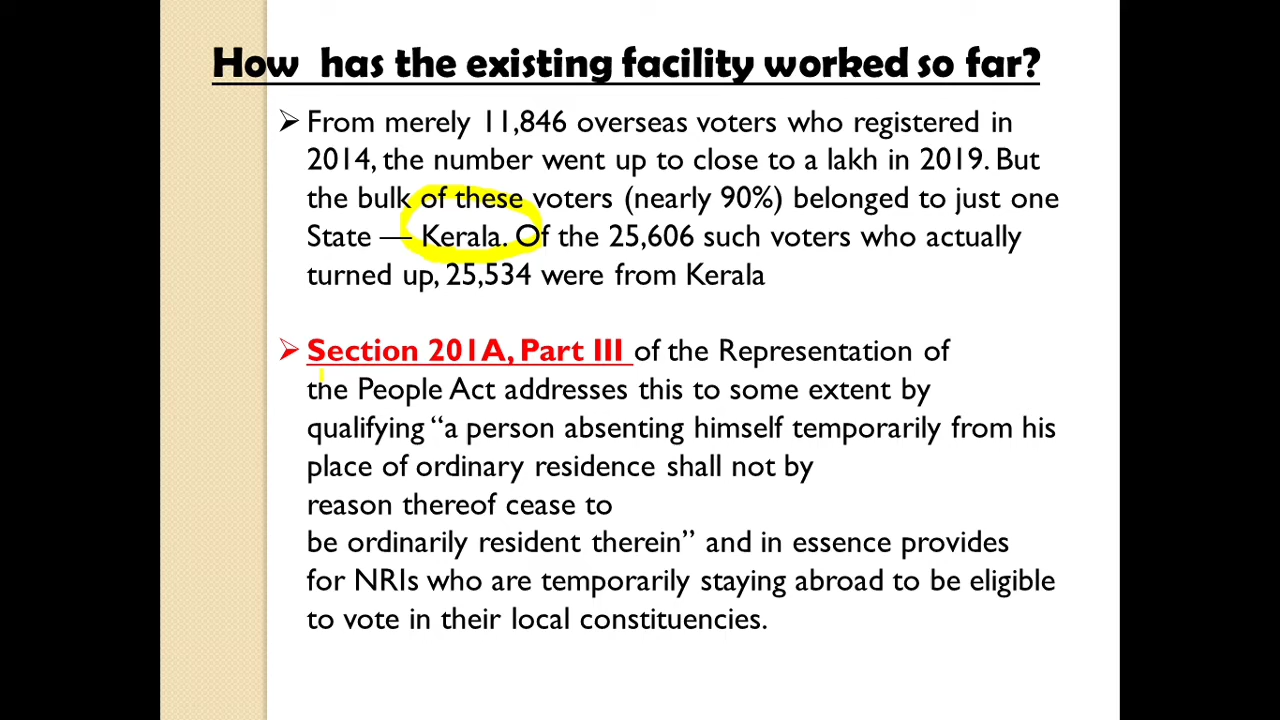 How has the existing facility worked so far?
➢ From merely 11,846 overseas voters who registered in
2014, the number went up to close to a lakh in 2019. But
the bulk of these voters (nearly 90%) belonged to just one
State — Kerala. Of the 25,606 such voters who actually
turned up, 25,534 were from Kerala
➢ Section 201A, Part III of the Representation of
the People Act addresses this to some extent by
qualifying “a person absenting himself temporarily from his
place of ordinary residence shall not by
reason thereof cease to
be ordinarily resident therein” and in essence provides
for NRIs who are temporarily staying abroad to be eligible
to vote in their local constituencies.